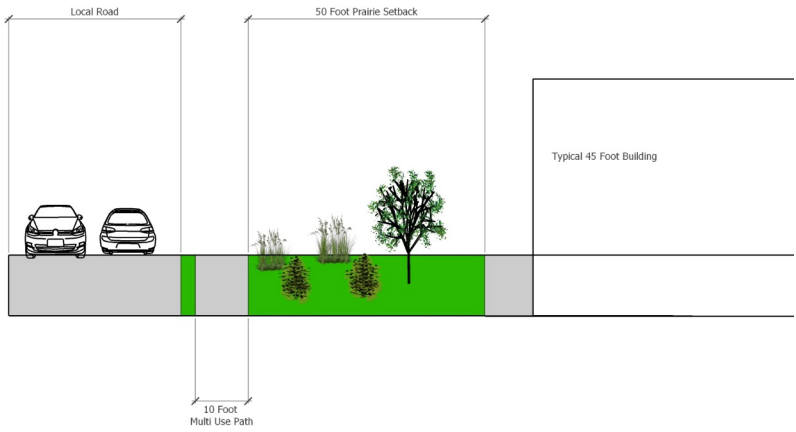 Local Road
50 Foot Prairie Setback
Typical 45 Foot Building
10 Foot
Multi Use Path